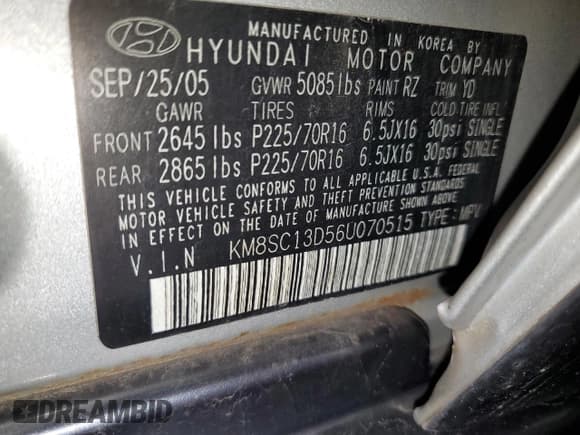 MANUFACTURED IN KOREA BY
HYUNDAI MOTOR COMPANY
SEP/25/05 GVWR 5085lbs PAINT RZ TRIM YD
GAWR TIRES RIMS COLD TIRE INFL
FRONT 2645lbs P225/70R16 6.5JX16 30psi SINGLE
REAR 2865lbs P225/70R16 6.5JX16 30psi SINGLE
THIS VEHICLE CONFORMS TO ALL APPLICABLE U.S.A. FEDERAL
MOTOR VEHICLE SAFETY AND THEFT PREVENTION STANDARDS
IN EFFECT ON THE DATE OF MANUFACTURE SHOWN ABOVE.
V.I.N KM8SC13D56U070515 TYPE : MPV
DREAMBID